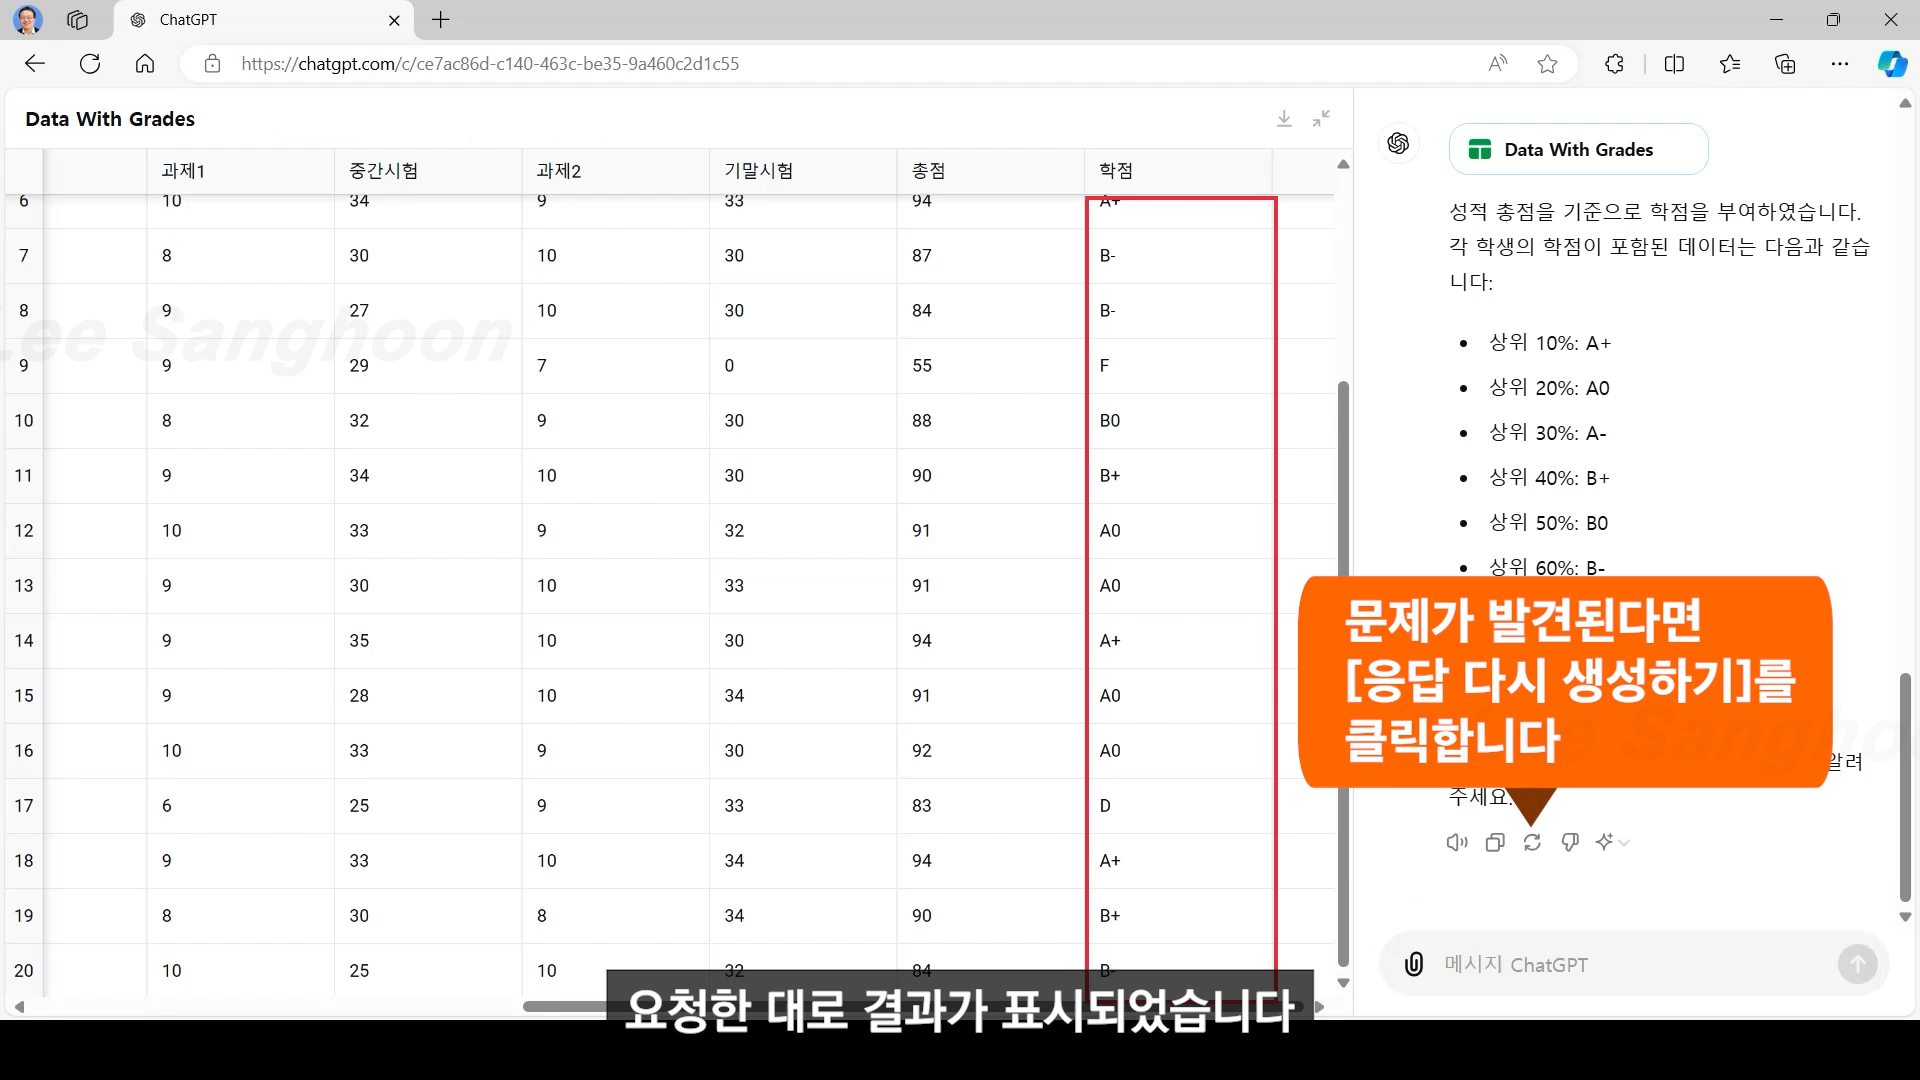 ChatGPT
https://chatgpt.com/c/ce7ac86d-c140-463c-be35-9a460c2d1c55
Data With Grades
과제1 중간시험 과제2 기말시험 총점 학점
6 10 34 9 33 94 A+
7 8 30 10 30 87 B-
8 9 27 10 30 84 B-
9 9 29 7 0 55 F
10 8 32 9 30 88 B0
11 9 34 10 30 90 B+
12 10 33 9 32 91 A0
13 9 30 10 33 91 A0
14 9 35 10 30 94 A+
15 9 28 10 34 91 A0
16 10 33 9 30 92 A0
17 6 25 9 33 83 D
18 9 33 10 34 94 A+
19 8 30 8 34 90 B+
20 10 25 10 32 84 B-
Lee Sanghoon
Data With Grades
성적 총점을 기준으로 학점을 부여하였습니다.
각 학생의 학점이 포함된 데이터는 다음과 같습
니다:
• 상위 10%: A+
• 상위 20%: A0
• 상위 30%: A-
• 상위 40%: B+
• 상위 50%: B0
• 상위 60%: B-
문제가 발견된다면
[응답 다시 생성하기]를
클릭합니다
알려
주세요.
메시지 ChatGPT
요청한 대로 결과가 표시되었습니다